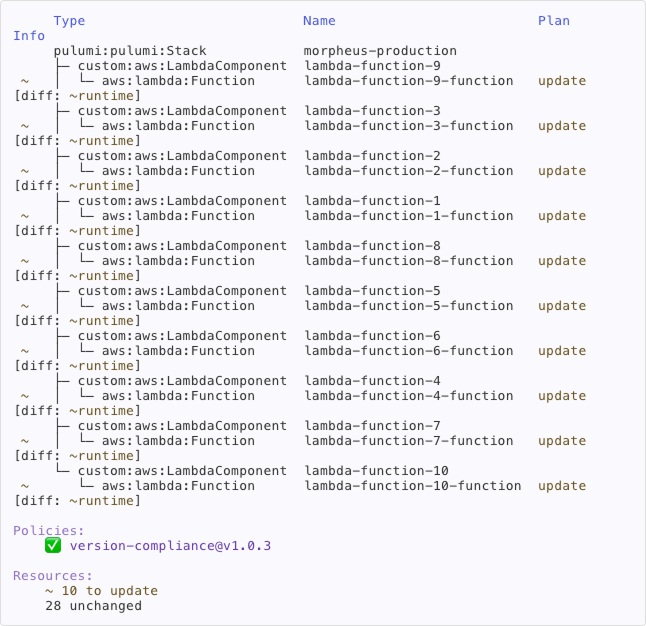 Type Name Plan
Info
pulumi:pulumi:Stack morpheus-production
├─ custom:aws:LambdaComponent lambda-function-9
~ │ └─ aws:lambda:Function lambda-function-9-function update
[diff: ~runtime]
├─ custom:aws:LambdaComponent lambda-function-3
~ │ └─ aws:lambda:Function lambda-function-3-function update
[diff: ~runtime]
├─ custom:aws:LambdaComponent lambda-function-2
~ │ └─ aws:lambda:Function lambda-function-2-function update
[diff: ~runtime]
├─ custom:aws:LambdaComponent lambda-function-1
~ │ └─ aws:lambda:Function lambda-function-1-function update
[diff: ~runtime]
├─ custom:aws:LambdaComponent lambda-function-8
~ │ └─ aws:lambda:Function lambda-function-8-function update
[diff: ~runtime]
├─ custom:aws:LambdaComponent lambda-function-5
~ │ └─ aws:lambda:Function lambda-function-5-function update
[diff: ~runtime]
├─ custom:aws:LambdaComponent lambda-function-6
~ │ └─ aws:lambda:Function lambda-function-6-function update
[diff: ~runtime]
├─ custom:aws:LambdaComponent lambda-function-4
~ │ └─ aws:lambda:Function lambda-function-4-function update
[diff: ~runtime]
├─ custom:aws:LambdaComponent lambda-function-7
~ │ └─ aws:lambda:Function lambda-function-7-function update
[diff: ~runtime]
└─ custom:aws:LambdaComponent lambda-function-10
~ └─ aws:lambda:Function lambda-function-10-function update
[diff: ~runtime]
Policies:
✅ version-compliance@v1.0.3
Resources:
~ 10 to update
28 unchanged